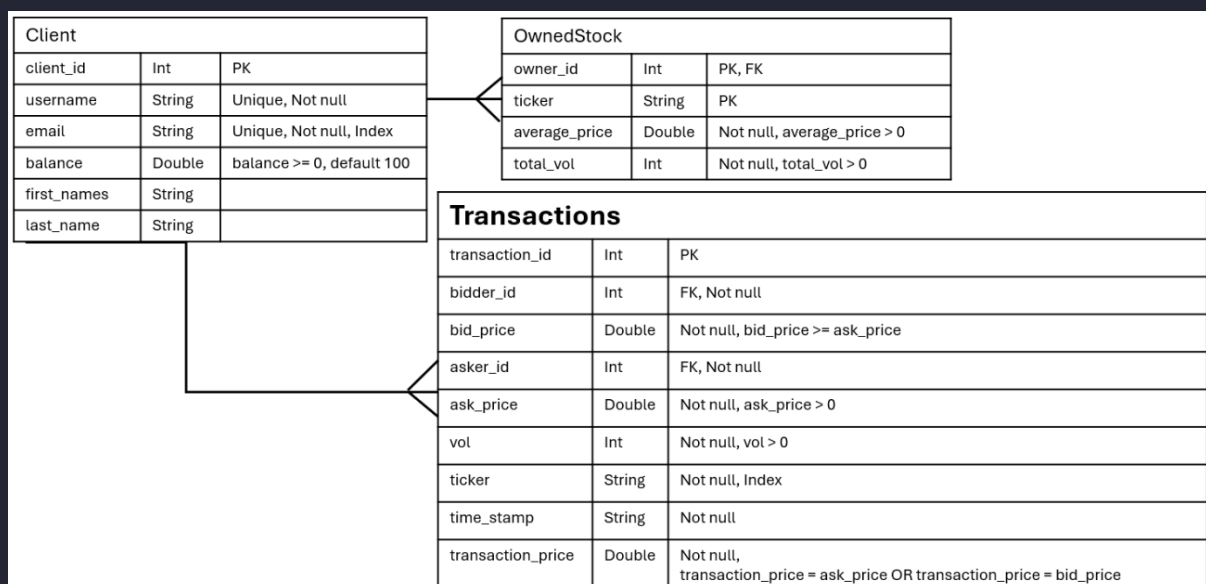 Client
client_id Int PK
username String Unique, Not null
email String Unique, Not null, Index
balance Double balance >= 0, default 100
first_names String
last_name String
OwnedStock
owner_id Int PK, FK
ticker String PK
average_price Double Not null, average_price > 0
total_vol Int Not null, total_vol > 0
Transactions
transaction_id Int PK
bidder_id Int FK, Not null
bid_price Double Not null, bid_price >= ask_price
asker_id Int FK, Not null
ask_price Double Not null, ask_price > 0
vol Int Not null, vol > 0
ticker String Not null, Index
time_stamp String Not null
transaction_price Double Not null,
transaction_price = ask_price OR transaction_price = bid_price